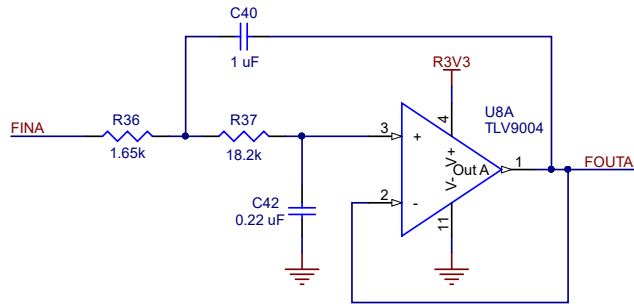 C40
1 uF
R3V3
FINA
R36
1.65k
R37
18.2k
3
+
4
V+
U8A
TLV9004
Out A
1
FOUTA
C42
0.22 uF
2
-
V-
11